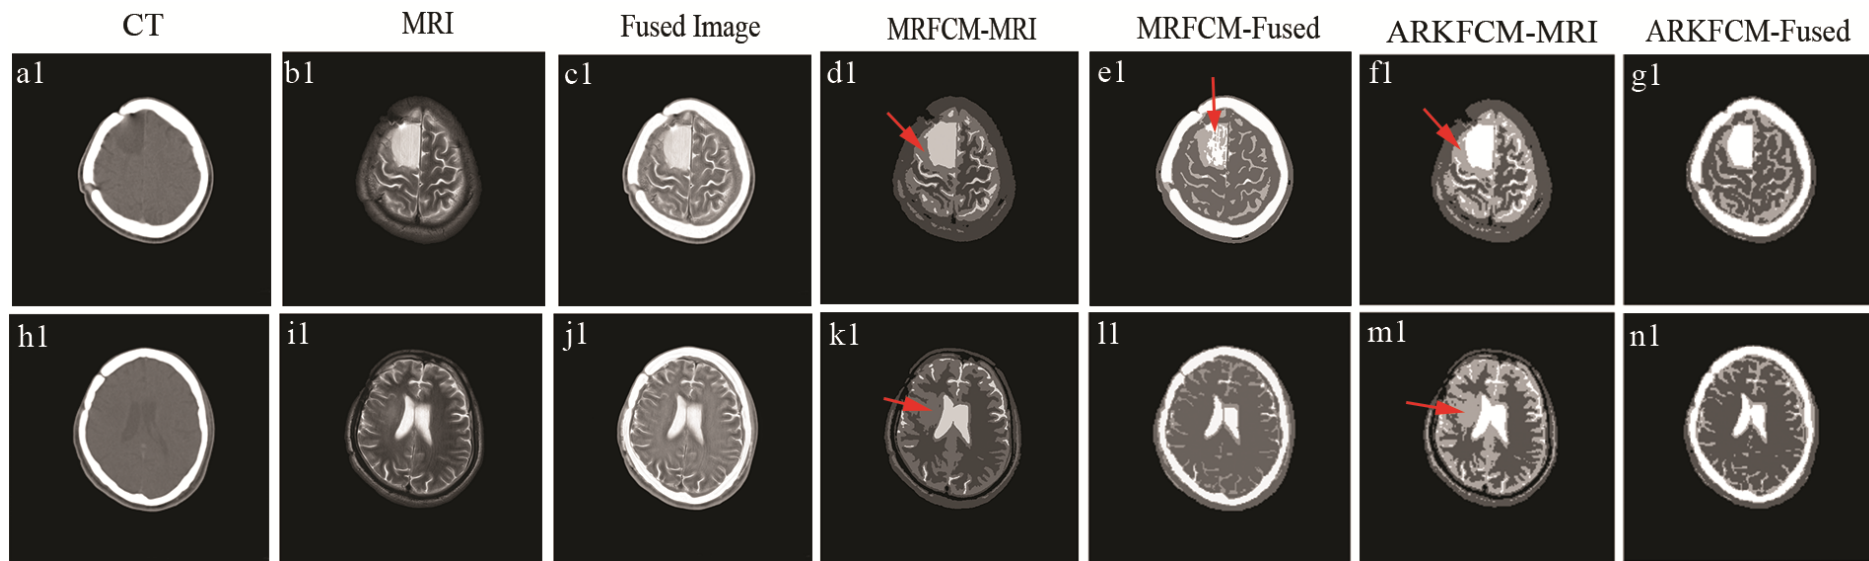 CT MRI Fused Image MRFCM-MRI MRFCM-Fused ARKFCM-MRI ARKFCM-Fused
a1 b1 c1 d1 e1 f1 g1
h1 i1 j1 k1 l1 m1 n1